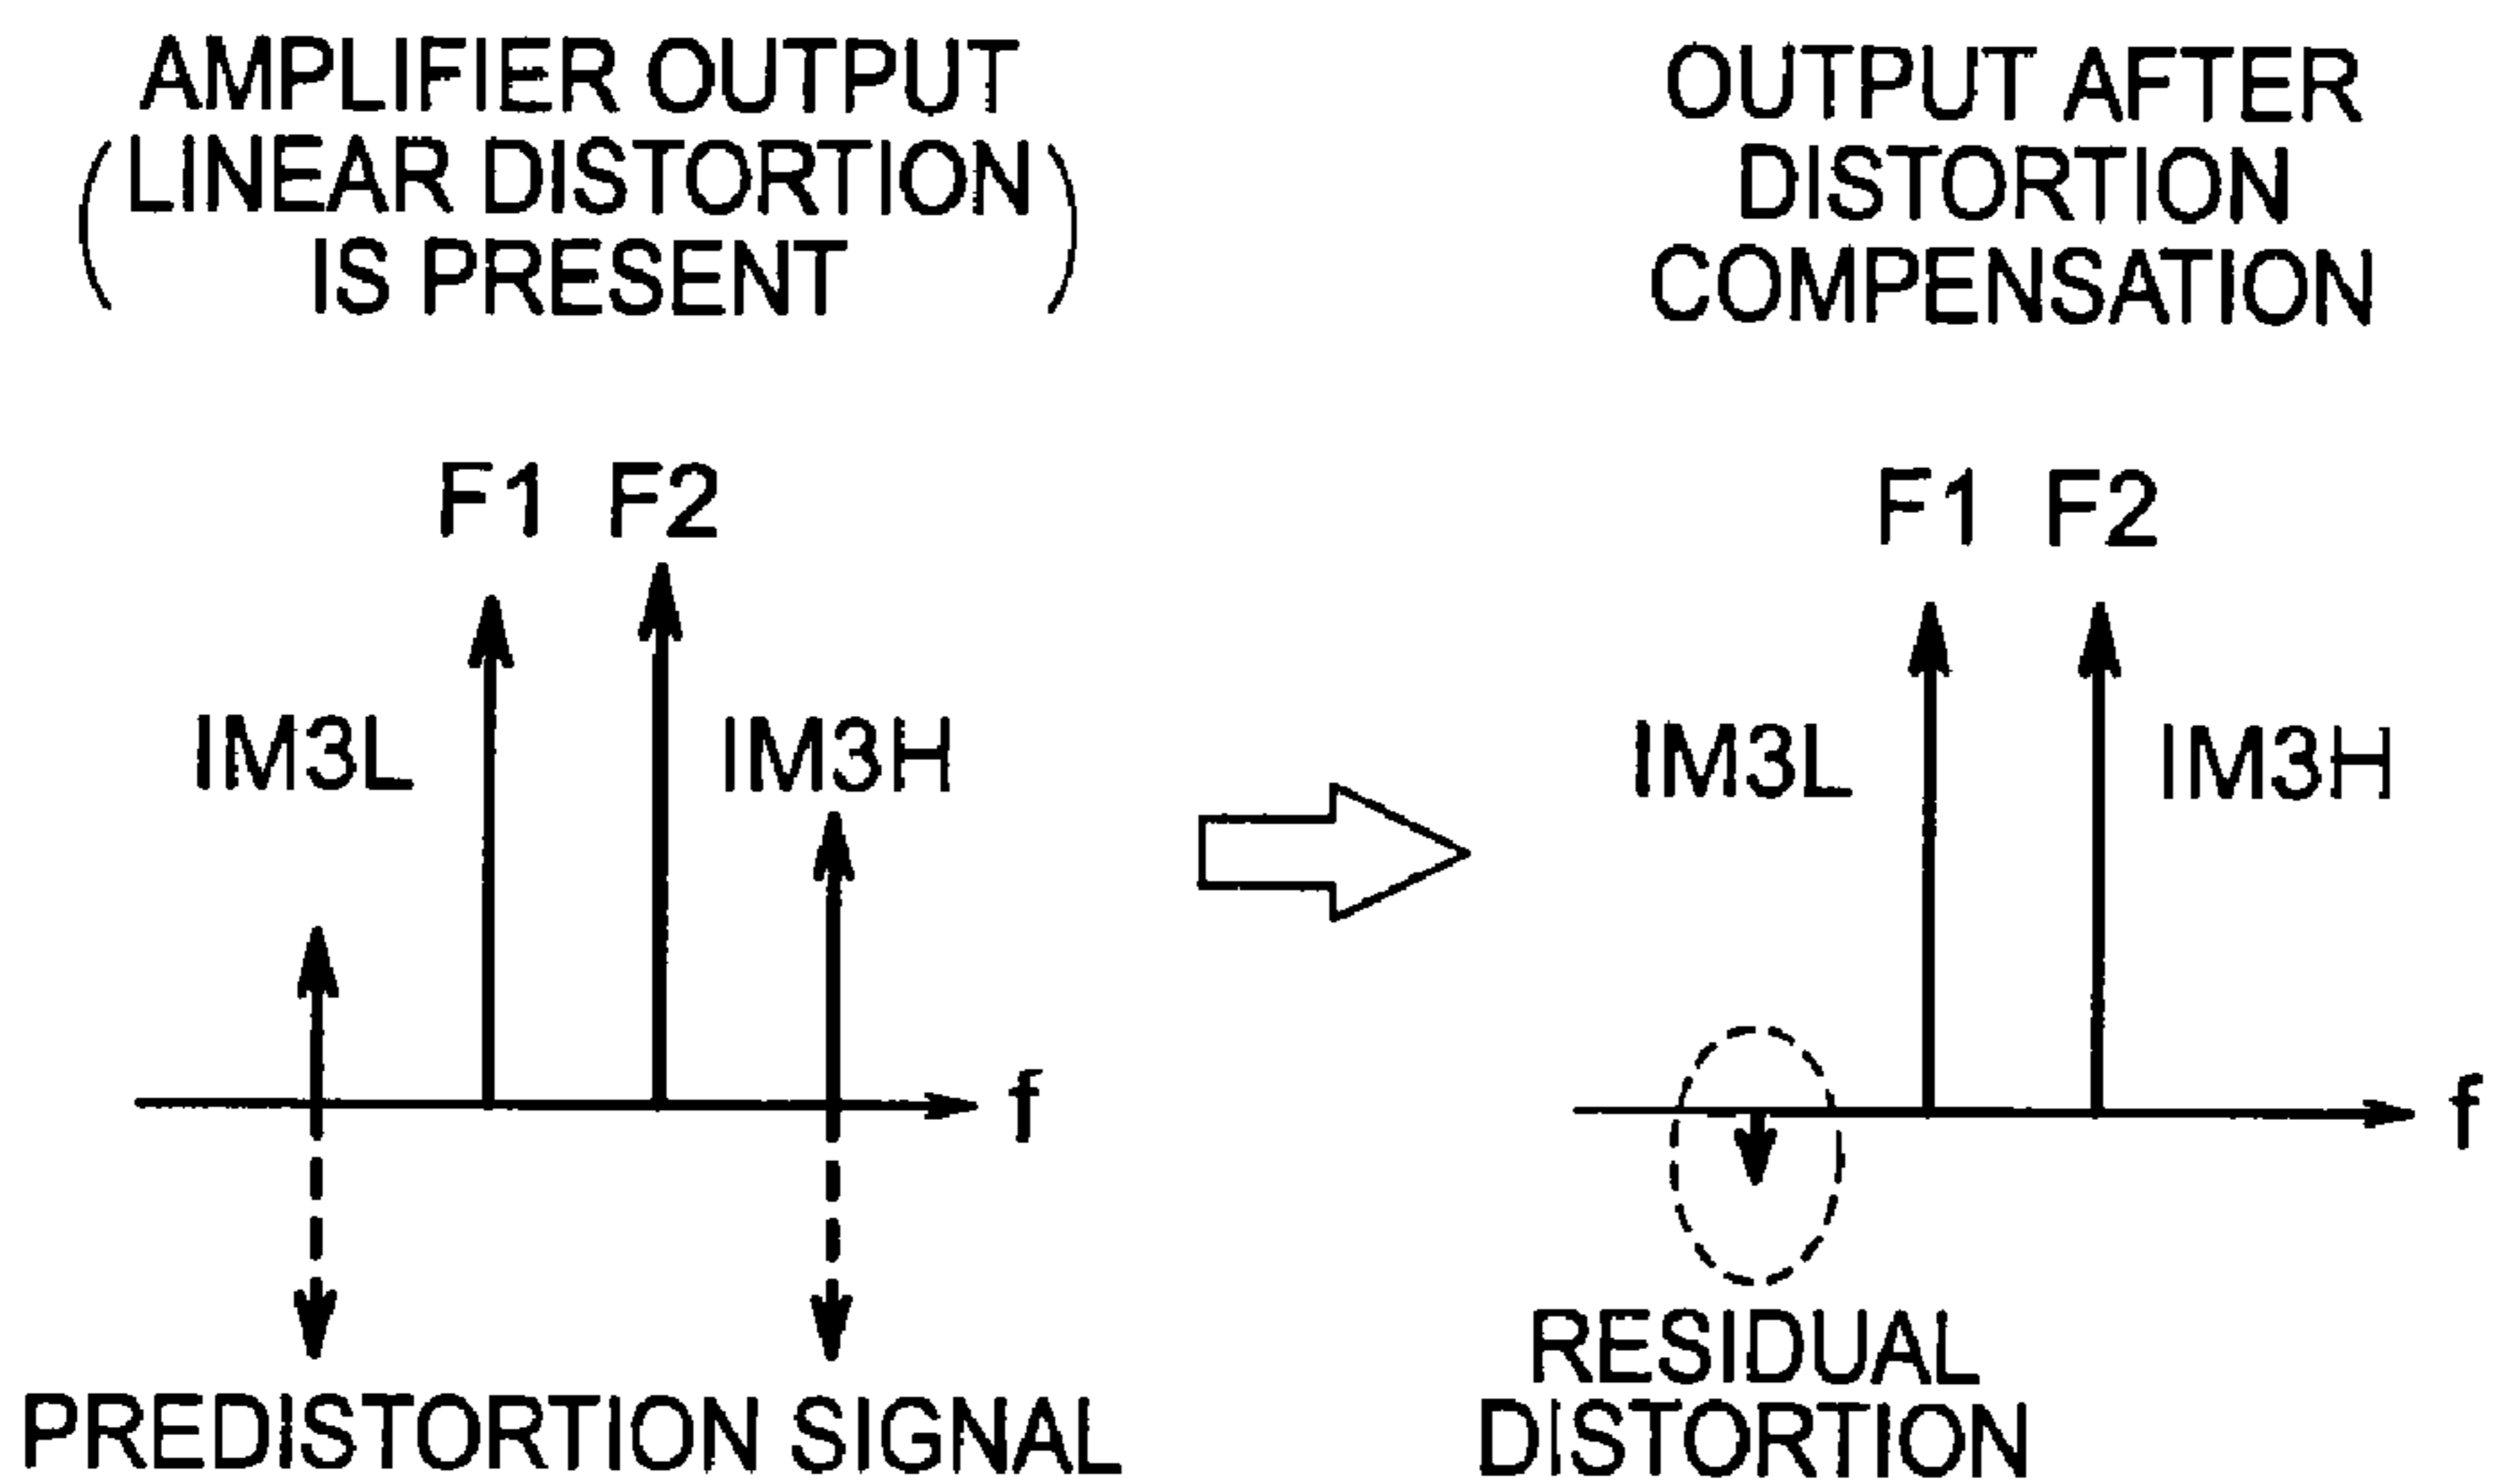 AMPLIFIER OUTPUT
(LINEAR DISTORTION
IS PRESENT)
F1 F2
IM3L
IM3H
f
PREDISTORTION SIGNAL
OUTPUT AFTER
DISTORTION
COMPENSATION
F1 F2
IM3L
IM3H
f
RESIDUAL
DISTORTION